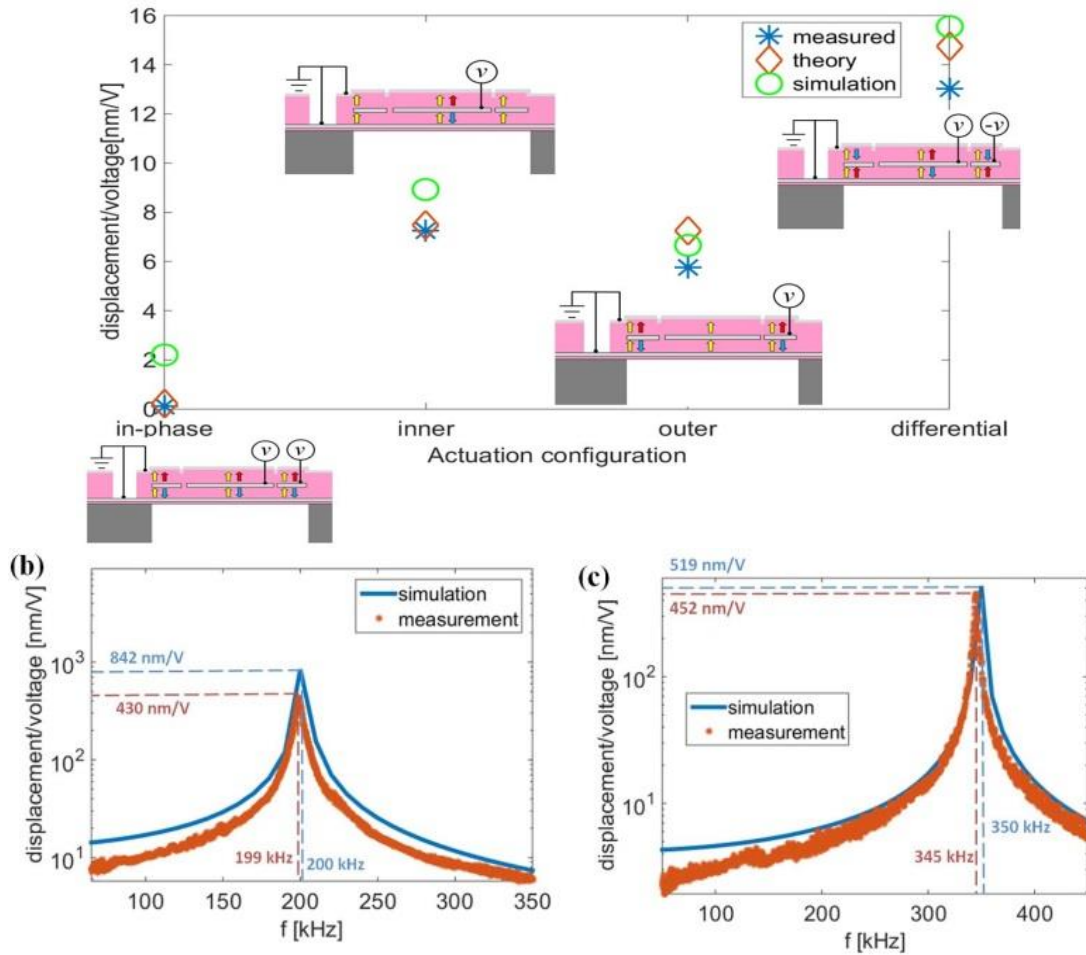 16
14
12
10
8
6
4
2
0
displacement/voltage[nm/V]
measured
theory
simulation
v
v
-v
v
in-phase
inner
outer
differential
Actuation configuration
v
v
(b)
displacement/voltage [nm/V]
10³
10²
10¹
simulation
measurement
842 nm/V
430 nm/V
199 kHz
200 kHz
100
150
200
250
300
350
f [kHz]
(c)
displacement/voltage [nm/V]
519 nm/V
452 nm/V
10²
10¹
simulation
measurement
350 kHz
345 kHz
100
200
300
400
f [kHz]